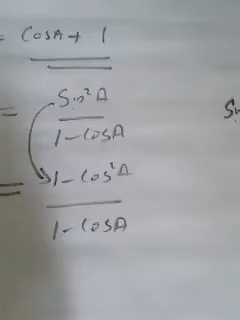 = CosA + 1
= Sin²A
1 - CosA
= 1 - Cos²A
1 - CosA